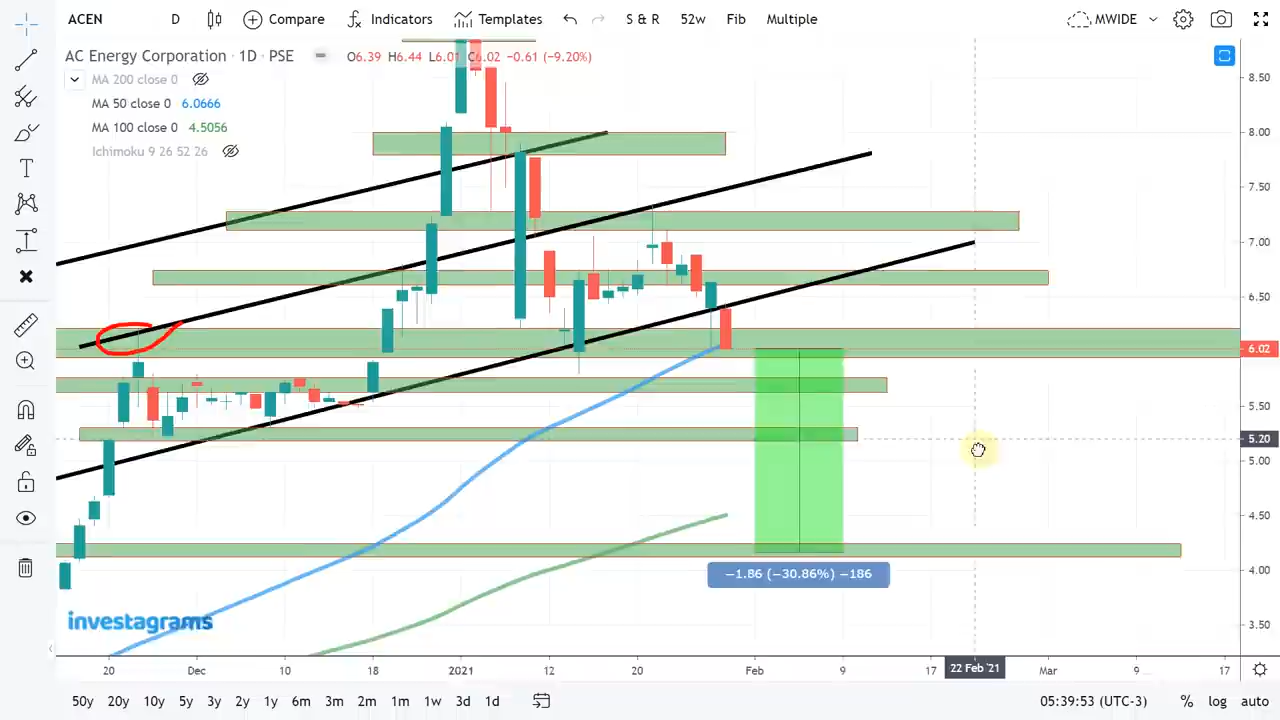 ACEN D Compare Indicators Templates S & R 52w Fib Multiple MWIDE
AC Energy Corporation · 1D · PSE O6.39 H6.44 L6.01 C6.02 −0.61 (−9.20%)
MA 200 close 0
MA 50 close 0 6.0666
MA 100 close 0 4.5056
Ichimoku 9 26 52 26
8.50
8.00
7.50
7.00
6.50
6.02
5.50
5.20
5.00
4.50
4.00
3.50
−1.86 (−30.86%) −186
investagrams
20 Dec 10 18 2021 12 20 Feb 9 17 22 Feb '21 Mar 9 17
50y 20y 10y 5y 3y 2y 1y 6m 3m 2m 1m 1w 3d 1d 05:39:53 (UTC-3) % log auto